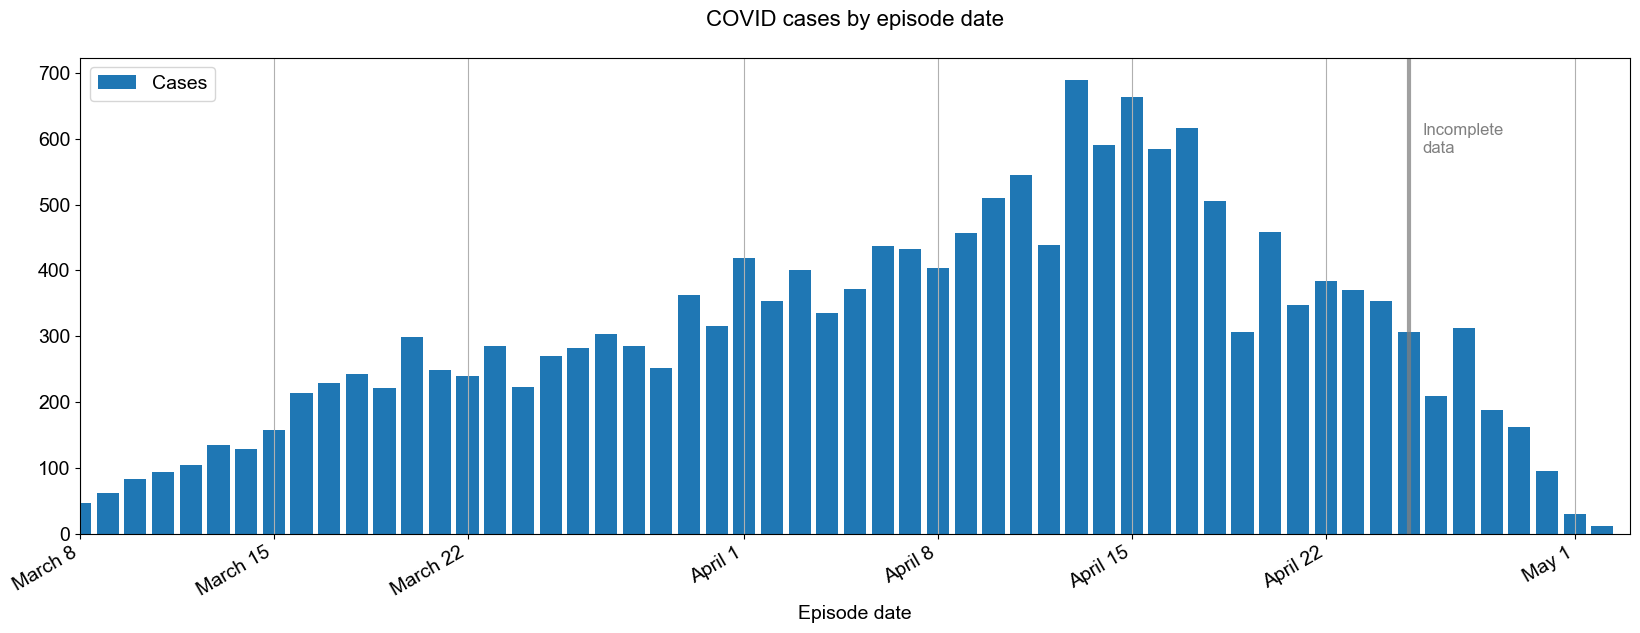 COVID cases by episode date
700
600
500
400
300
200
100
0
Cases
Incomplete
data
March 8
March 15
March 22
April 1
April 8
April 15
April 22
May 1
Episode date